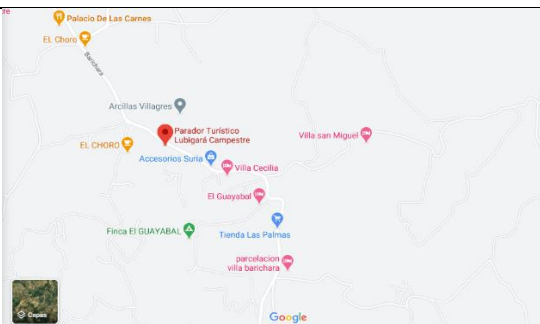 Palacio De Las Carnes
EL Choro
Barichara
Arcillas Villagres
Parador Turístico
Lubigará Campestre
EL CHORO
Villa san Miguel
Accesorios Suria
Villa Cecilia
El Guayabal
Finca El GUAYABAL
Tienda Las Palmas
parcelacion
villa barichara
Capas
Google